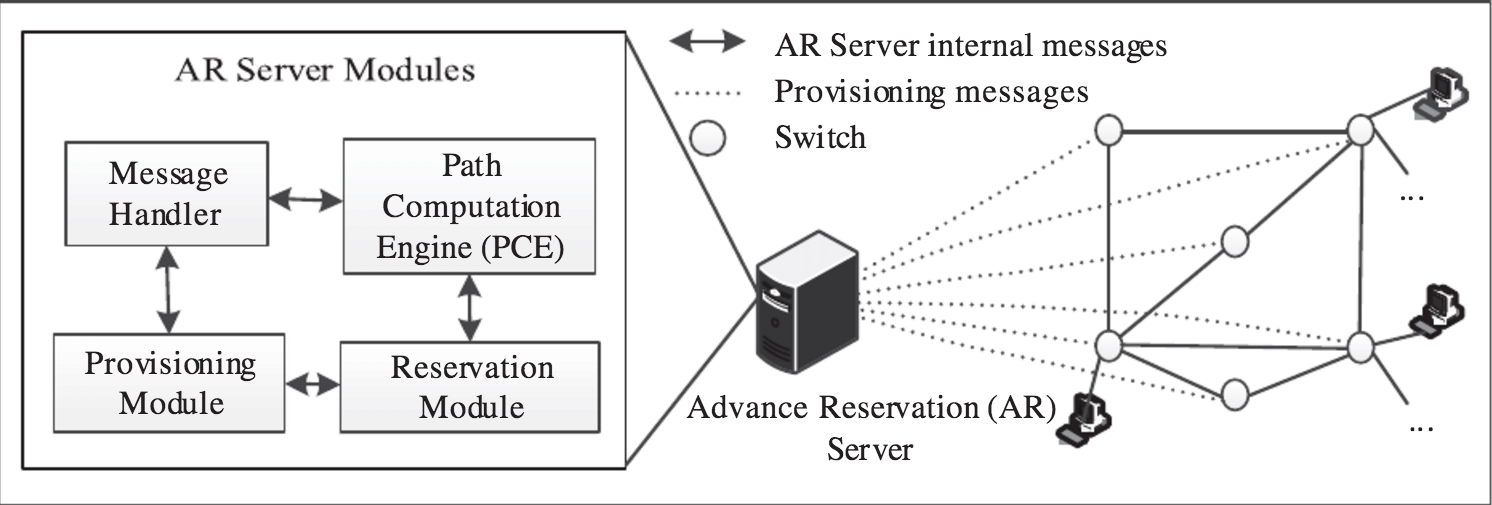 AR Server Modules
Message
Handler
Path
Computation
Engine (PCE)
Provisioning
Module
Reservation
Module
AR Server internal messages
Provisioning messages
Switch
Advance Reservation (AR)
Server
...
...